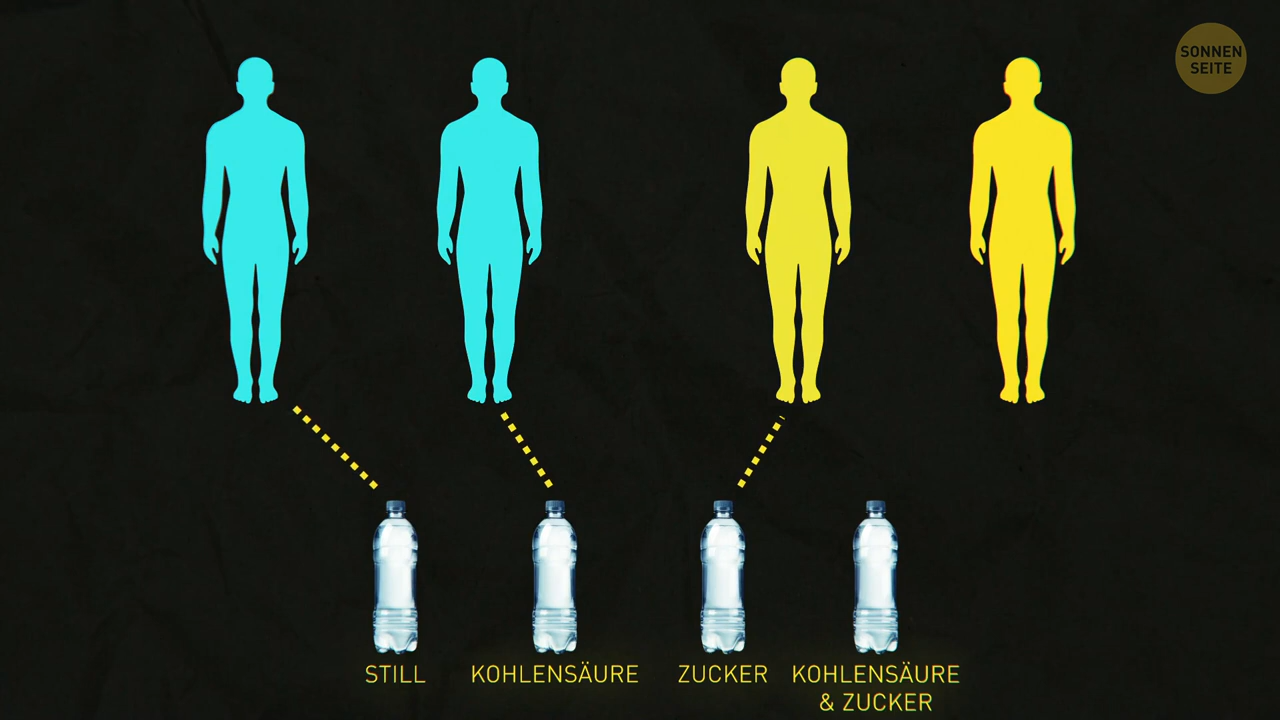 SONNEN
SEITE
STILL
KOHLENSÄURE
ZUCKER
KOHLENSÄURE
& ZUCKER